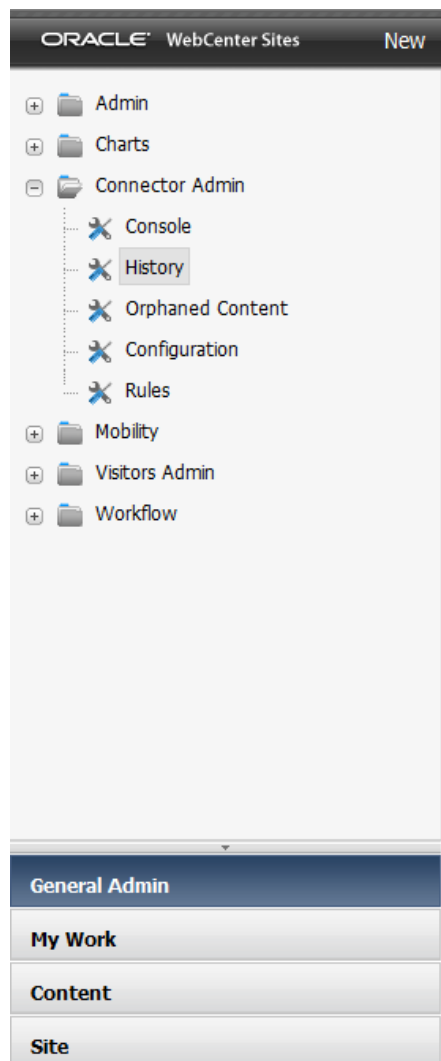 ORACLE WebCenter Sites New
Admin
Charts
Connector Admin
Console
History
Orphaned Content
Configuration
Rules
Mobility
Visitors Admin
Workflow
General Admin
My Work
Content
Site